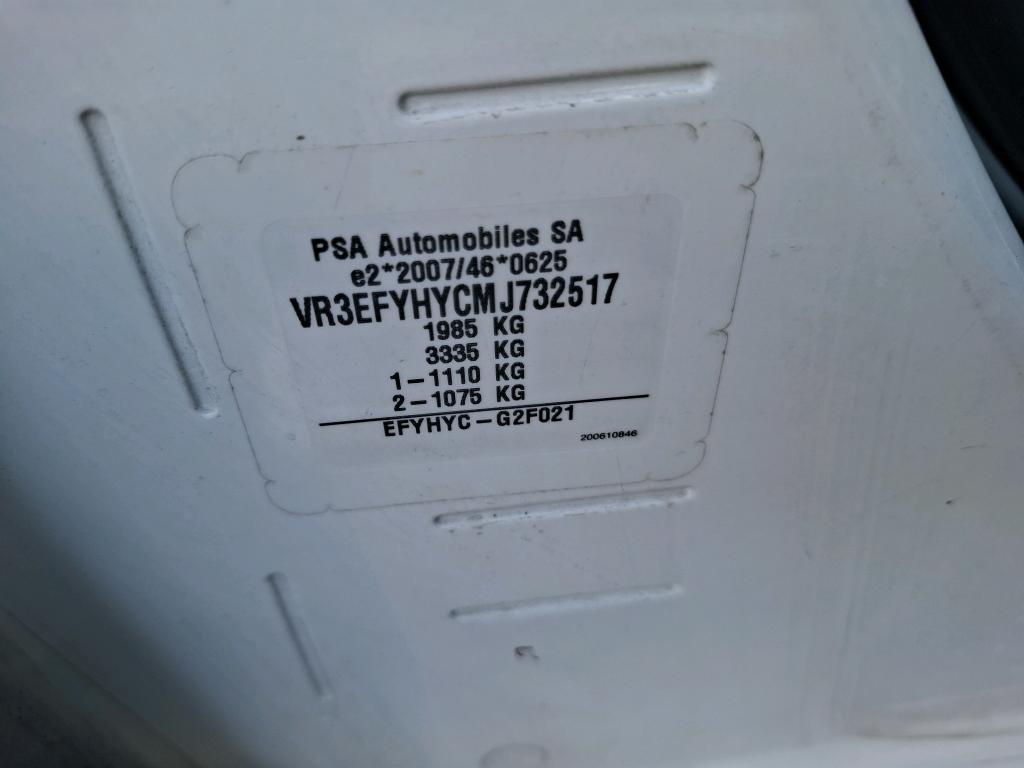 PSA Automobiles SA
e2*2007/46*0625
VR3EFYHYCMJ732517
1985 KG
3335 KG
1-1110 KG
2-1075 KG
EFYHYC-G2F021
200610846